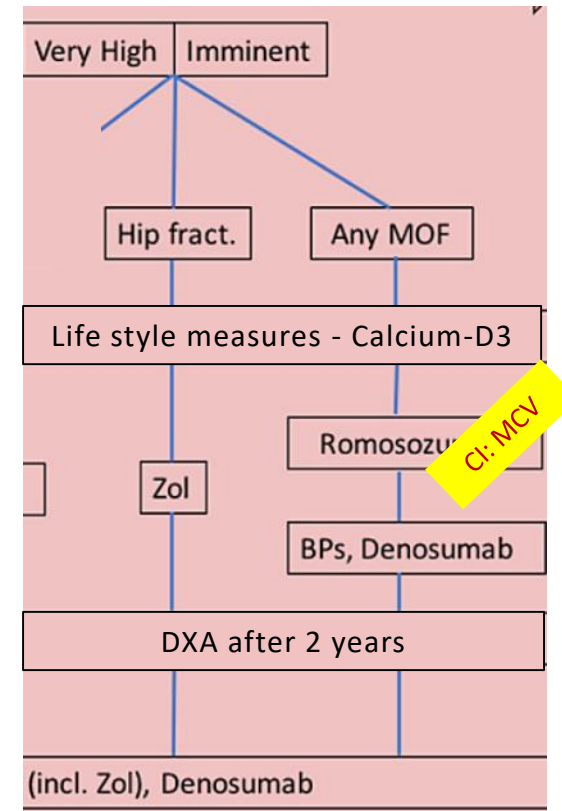 Very High Imminent
Hip fract. Any MOF
Life style measures - Calcium-D3
CI: MCV
Romosozu
Zol
BPs, Denosumab
DXA after 2 years
(incl. Zol), Denosumab